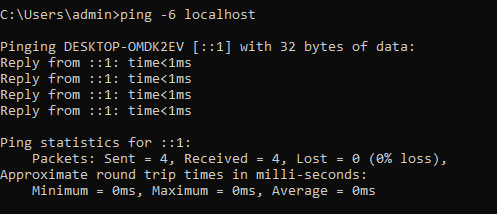 C:\Users\admin>ping -6 localhost
Pinging DESKTOP-OMDK2EV [::1] with 32 bytes of data:
Reply from ::1: time<1ms
Reply from ::1: time<1ms
Reply from ::1: time<1ms
Reply from ::1: time<1ms
Ping statistics for ::1:
    Packets: Sent = 4, Received = 4, Lost = 0 (0% loss),
Approximate round trip times in milli-seconds:
    Minimum = 0ms, Maximum = 0ms, Average = 0ms